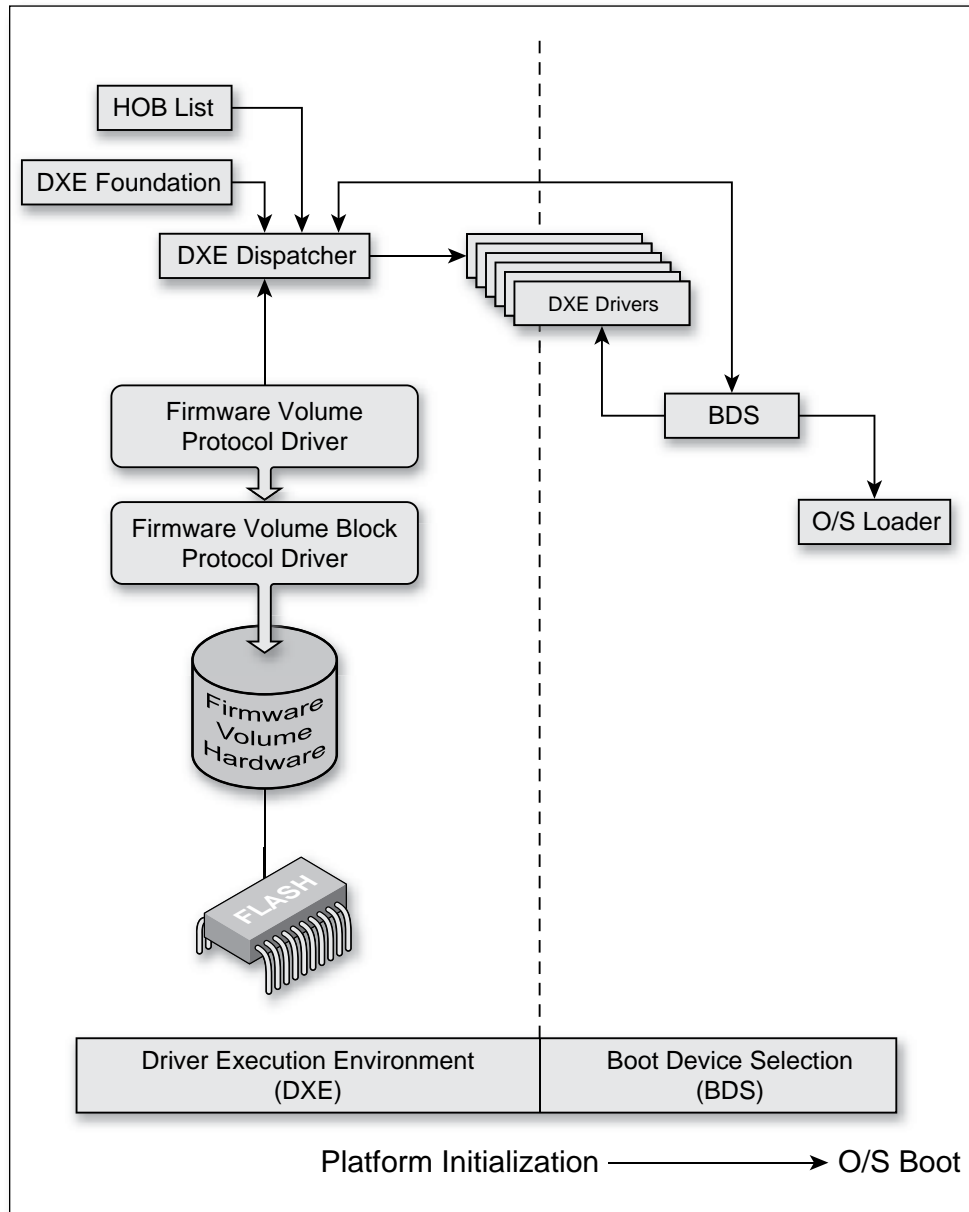 HOB List
DXE Foundation
DXE Dispatcher
DXE Drivers
Firmware Volume
Protocol Driver
BDS
Firmware Volume Block
Protocol Driver
O/S Loader
Firmware
Volume
Hardware
FLASH
Driver Execution Environment
(DXE)
Boot Device Selection
(BDS)
Platform Initialization
O/S Boot